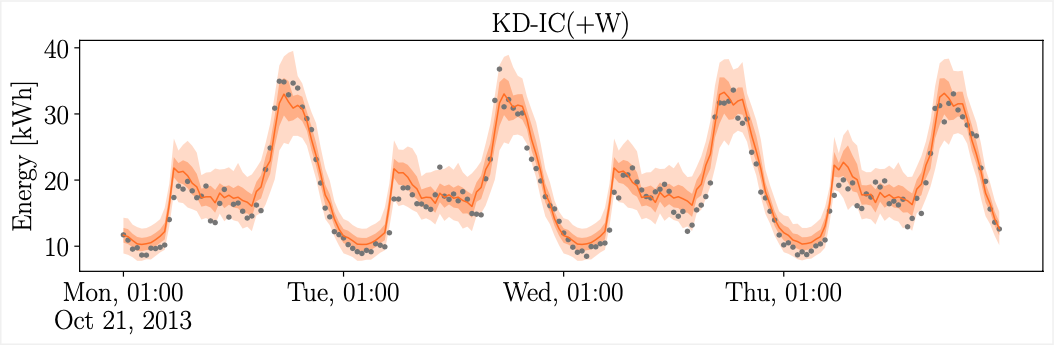 KD-IC(+W)
Energy [kWh]
40
30
20
10
Mon, 01:00
Oct 21, 2013
Tue, 01:00
Wed, 01:00
Thu, 01:00